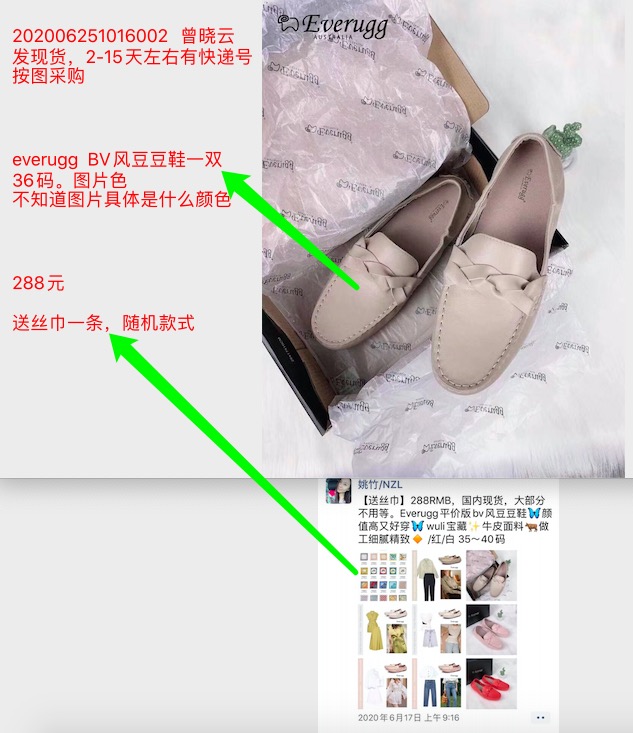 Everugg
AUSTRALIA
202006251016002 曾晓云
发现货，2-15天左右有快递号
按图采购
everugg BV风豆豆鞋一双
36码。图片色
不知道图片具体是什么颜色
288元
送丝巾一条，随机款式
姚竹/NZL
【送丝巾】288RMB，国内现货，大部分
不用等。Everugg平价版bv风豆豆鞋🦋颜
值高又好穿🦋wuli宝藏✨牛皮面料🐂做
工细腻精致🔸/红/白 35～40码
2020年6月17日 上午9:16